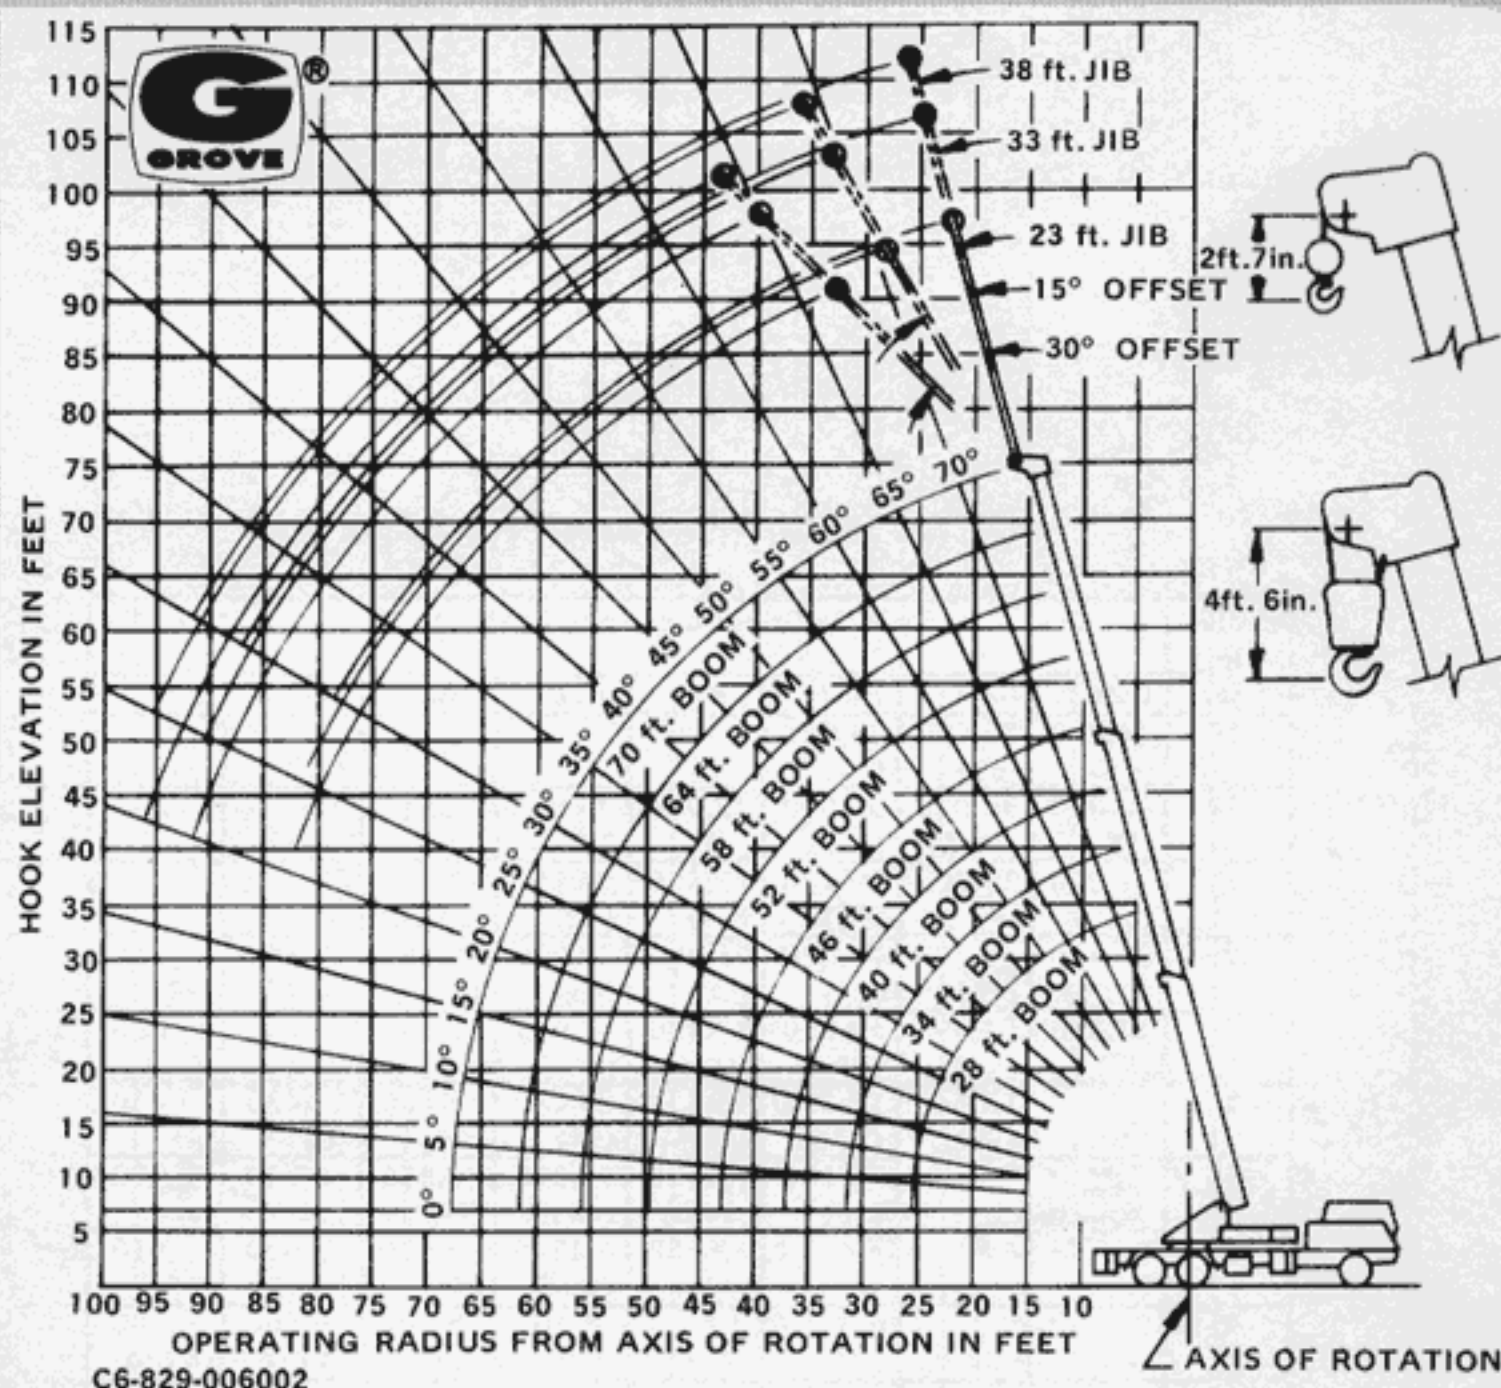 115
110
105
100
95
90
85
80
75
70
65
60
55
50
45
40
35
30
25
20
15
10
5
HOOK ELEVATION IN FEET
G
®
GROVE
38 ft. JIB
33 ft. JIB
23 ft. JIB
15° OFFSET
30° OFFSET
2ft.7in.
4ft. 6in.
70°
65°
60°
55°
50°
45°
40°
35°
30°
25°
20°
15°
10°
5°
0°
70 ft. BOOM
64 ft. BOOM
58 ft. BOOM
52 ft. BOOM
46 ft. BOOM
40 ft. BOOM
34 ft. BOOM
28 ft. BOOM
100 95 90 85 80 75 70 65 60 55 50 45 40 35 30 25 20 15 10
OPERATING RADIUS FROM AXIS OF ROTATION IN FEET
AXIS OF ROTATION
C6-829-006002